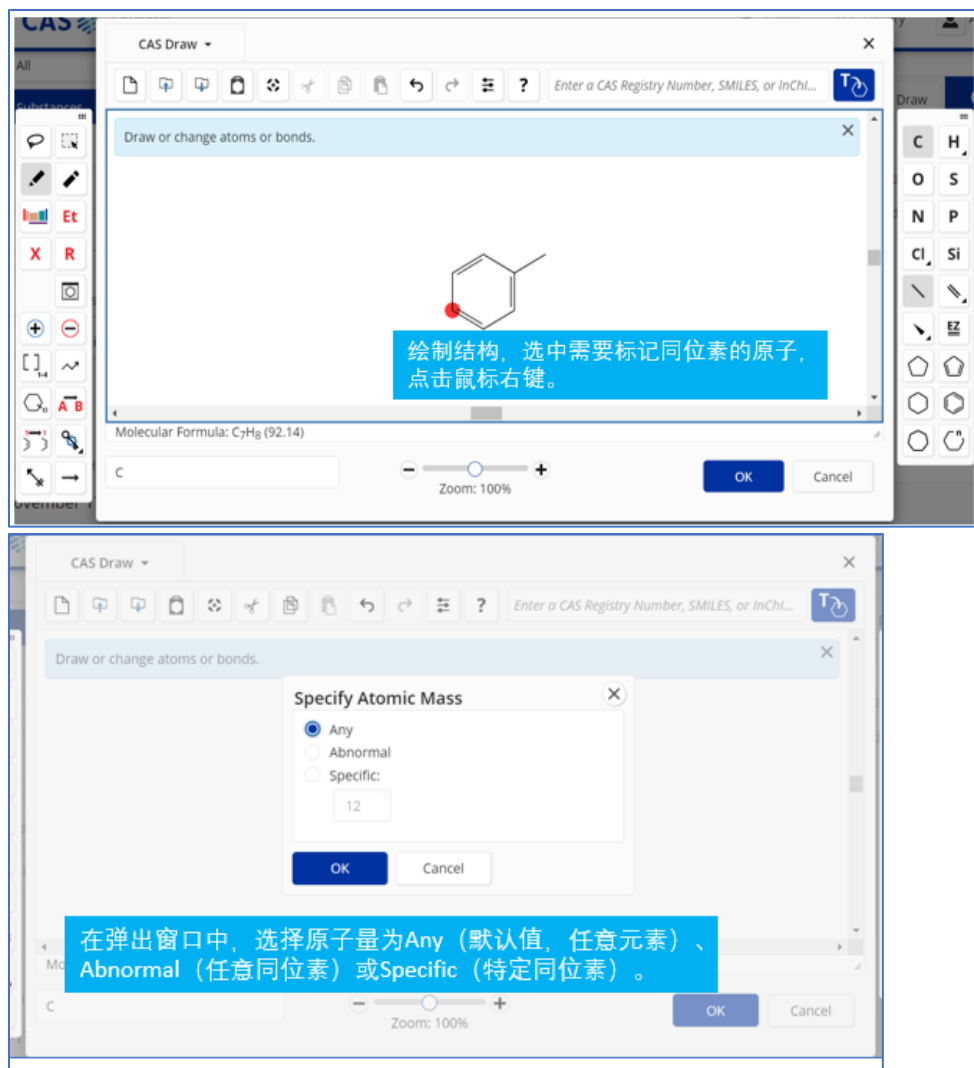 CAS
All
Substances
CAS Draw
?
Enter a CAS Registry Number, SMILES, or InChI...
T
Draw
Draw or change atoms or bonds.
C H
O S
N P
Cl Si
EZ
n
Et
X R
1-4
A B
绘制结构，选中需要标记同位素的原子，
点击鼠标右键。
Molecular Formula: C₇H₈ (92.14)
C
Zoom: 100%
OK
Cancel
CAS Draw
?
Enter a CAS Registry Number, SMILES, or InChI...
T
Draw or change atoms or bonds.
Specify Atomic Mass
Any
Abnormal
Specific:
12
OK
Cancel
在弹出窗口中，选择原子量为Any（默认值，任意元素）、
Abnormal（任意同位素）或Specific（特定同位素）。
Mo
C
Zoom: 100%
OK
Cancel